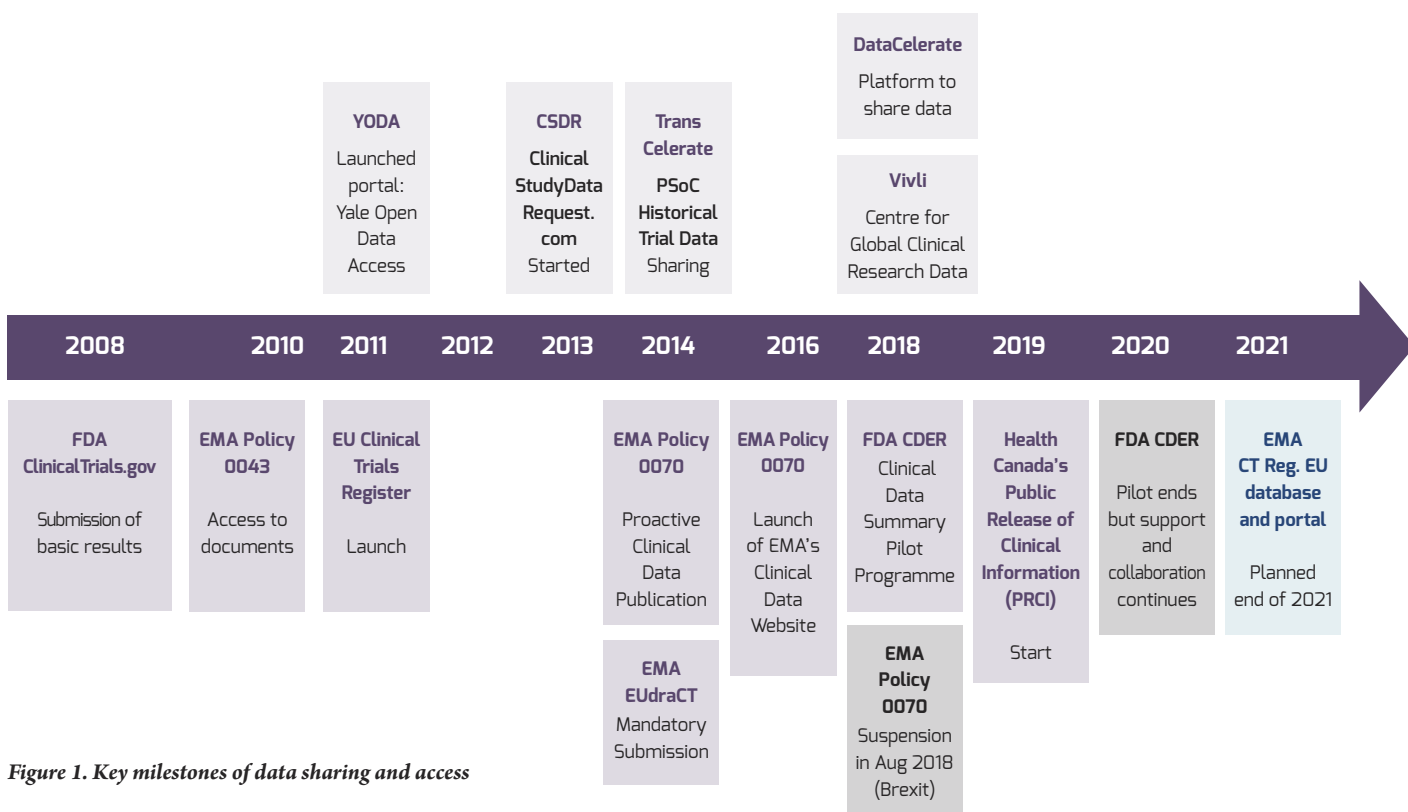 DataCelerate
Platform to
share data
YODA
Launched
portal:
Yale Open
Data
Access
CSDR
Clinical
StudyData
Request.
com
Started
Trans
Celerate
PSoC
Historical
Trial Data
Sharing
Vivli
Centre for
Global Clinical
Research Data
2008 2010 2011 2012 2013 2014 2016 2018 2019 2020 2021
FDA
ClinicalTrials.gov
Submission of
basic results
EMA Policy
0043
Access to
documents
EU Clinical
Trials
Register
Launch
EMA Policy
0070
Proactive
Clinical
Data
Publication
EMA
EUdraCT
Mandatory
Submission
EMA Policy
0070
Launch
of EMA's
Clinical
Data
Website
FDA CDER
Clinical
Data
Summary
Pilot
Programme
EMA
Policy
0070
Suspension
in Aug 2018
(Brexit)
Health
Canada's
Public
Release of
Clinical
Information
(PRCI)
Start
FDA CDER
Pilot ends
but support
and
collaboration
continues
EMA
CT Reg. EU
database
and portal
Planned
end of 2021
Figure 1. Key milestones of data sharing and access